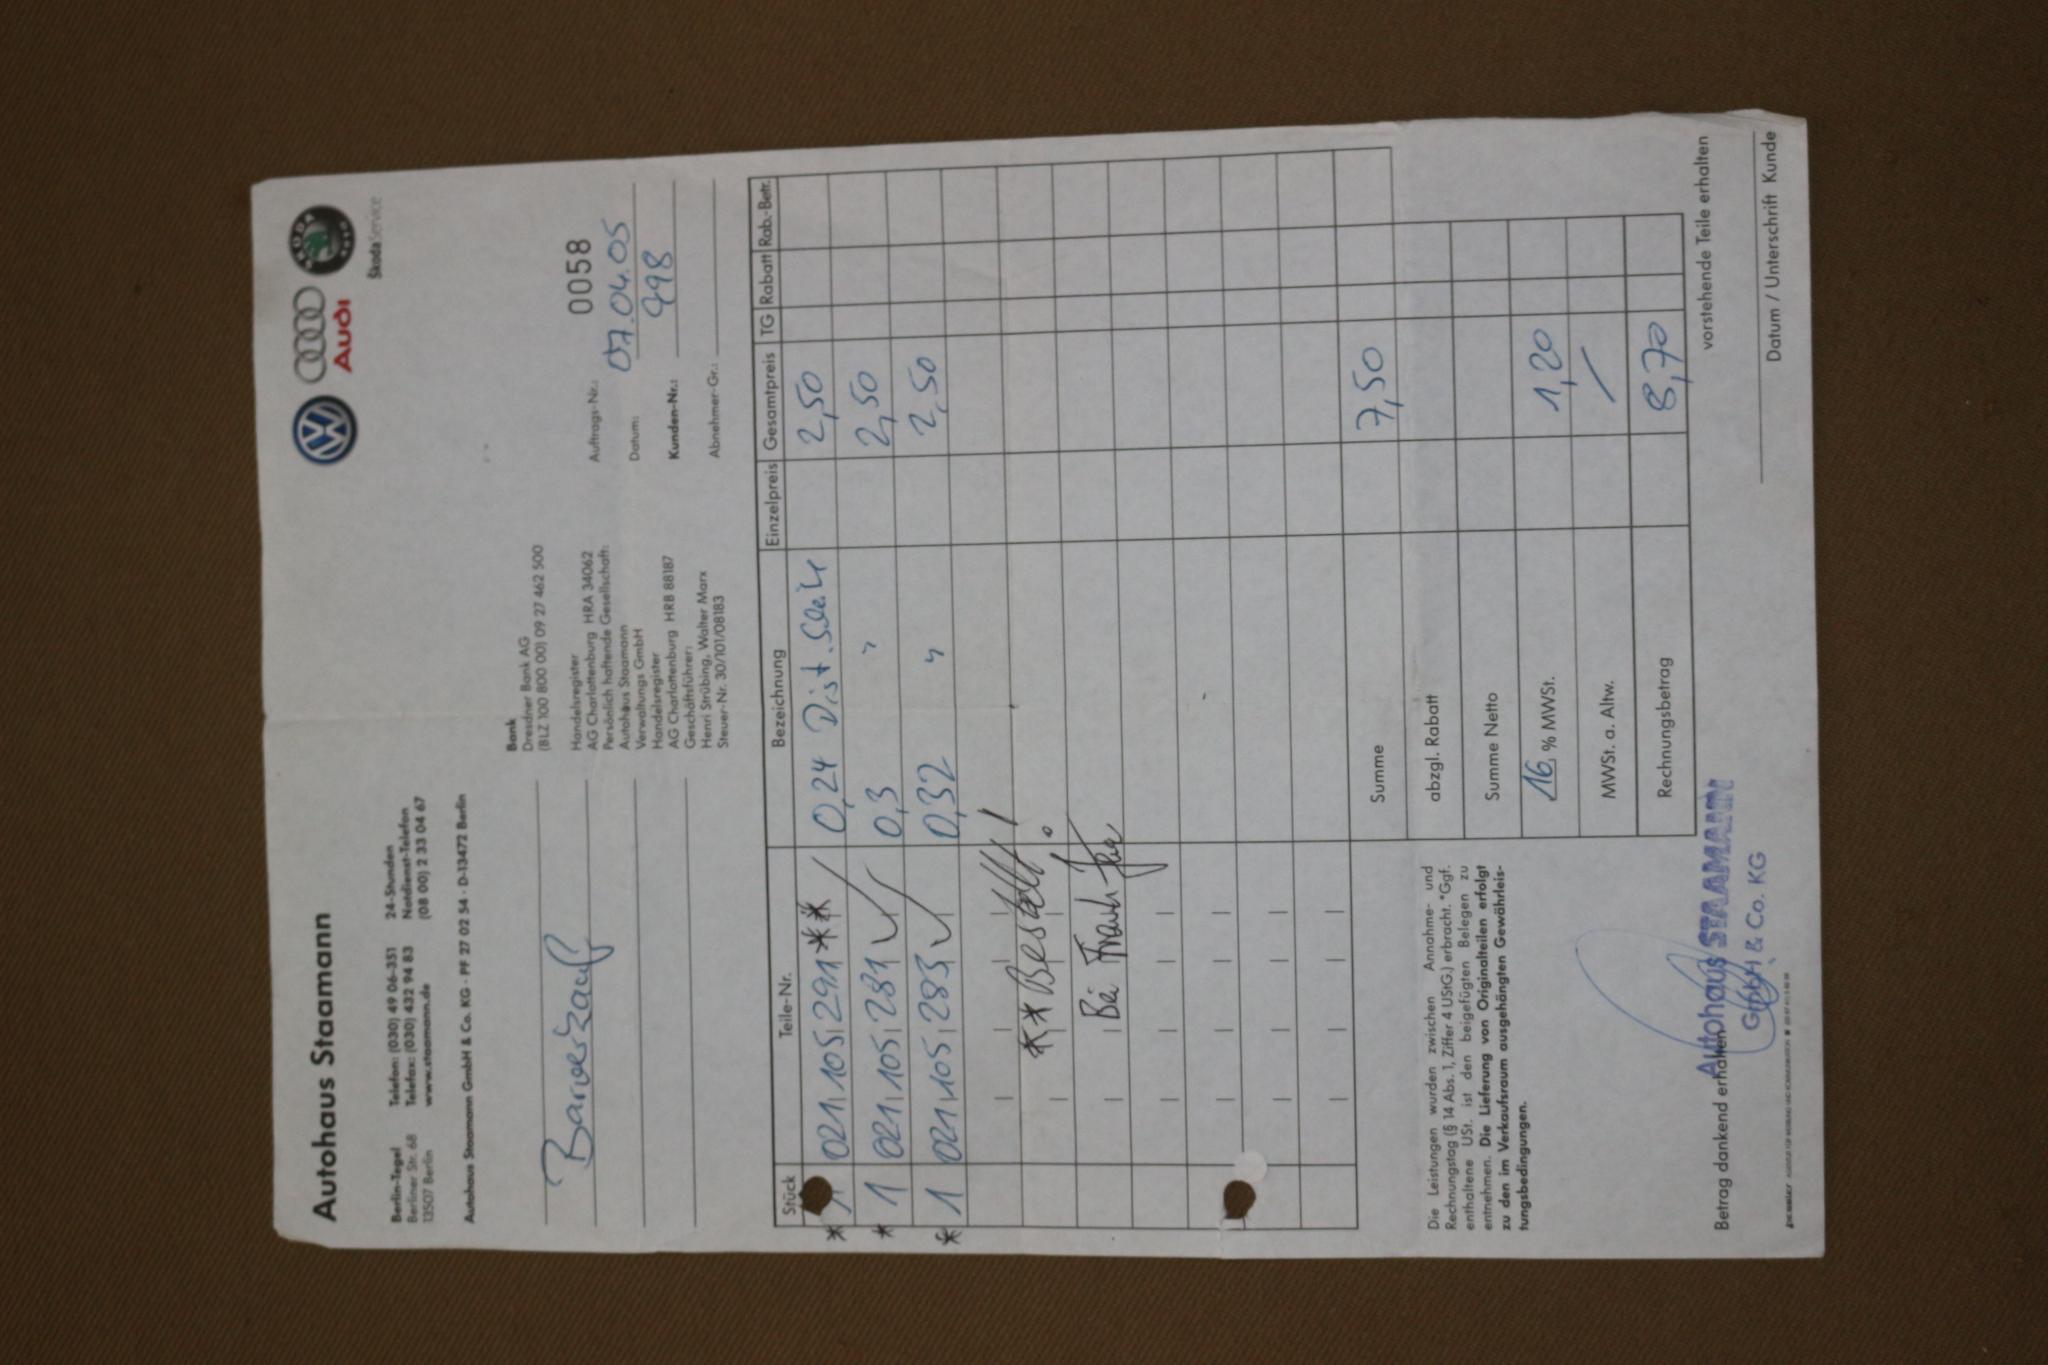 Autohaus Staamann
AUDI
ŠkodaService
Berlin-Tegel
Berliner Str. 68
13507 Berlin
Telefon: (030) 49 06-351
Telefax: (030) 432 94 83
www.staamann.de
24-Stunden
Notdienst-Telefon
(08 00) 2 33 04 67
Autohaus Staamann GmbH & Co. KG · PF 27 02 54 · D-13472 Berlin
Barverkauf
Bank
Dresdner Bank AG
(BLZ 100 800 00) 09 27 462 500
Handelsregister
AG Charlottenburg HRA 34062
Persönlich haftende Gesellschaft:
Autohaus Staamann
Verwaltungs GmbH
Handelsregister
AG Charlottenburg HRB 88187
Geschäftsführer:
Henri Strübing, Walter Marx
Steuer-Nr. 30/101/08183
Auftrags-Nr.: 0058
Datum: 07.04.05
Kunden-Nr.: 998
Abnehmer-Gr.:
Stück Teile-Nr. Bezeichnung Einzelpreis Gesamtpreis TG Rabatt Rab.-Betr.
* 1 021 105 291 ** 0,24 Dist.Scheib 2,50
* 1 021 105 281 0,3 " 2,50
* 1 021 105 283 0,32 " 2,50
** Bestellt!
Bei Frank
Summe 7,50
abzgl. Rabatt
Summe Netto
16 % MWSt. 1,20
MWSt. a. Altw. /
Rechnungsbetrag 8,70
Die Leistungen wurden zwischen Annahme- und
Rechnungstag (§ 14 Abs. 1, Ziffer 4 UStG.) erbracht. *Ggf.
enthaltene USt. ist den beigefügten Belegen zu
entnehmen. Die Lieferung von Originalteilen erfolgt
zu den im Verkaufsraum ausgehängten Gewährleis-
tungsbedingungen.
Betrag dankend erhalten
Autohaus STAAMANN
GmbH & Co. KG
vorstehende Teile erhalten
Datum / Unterschrift Kunde